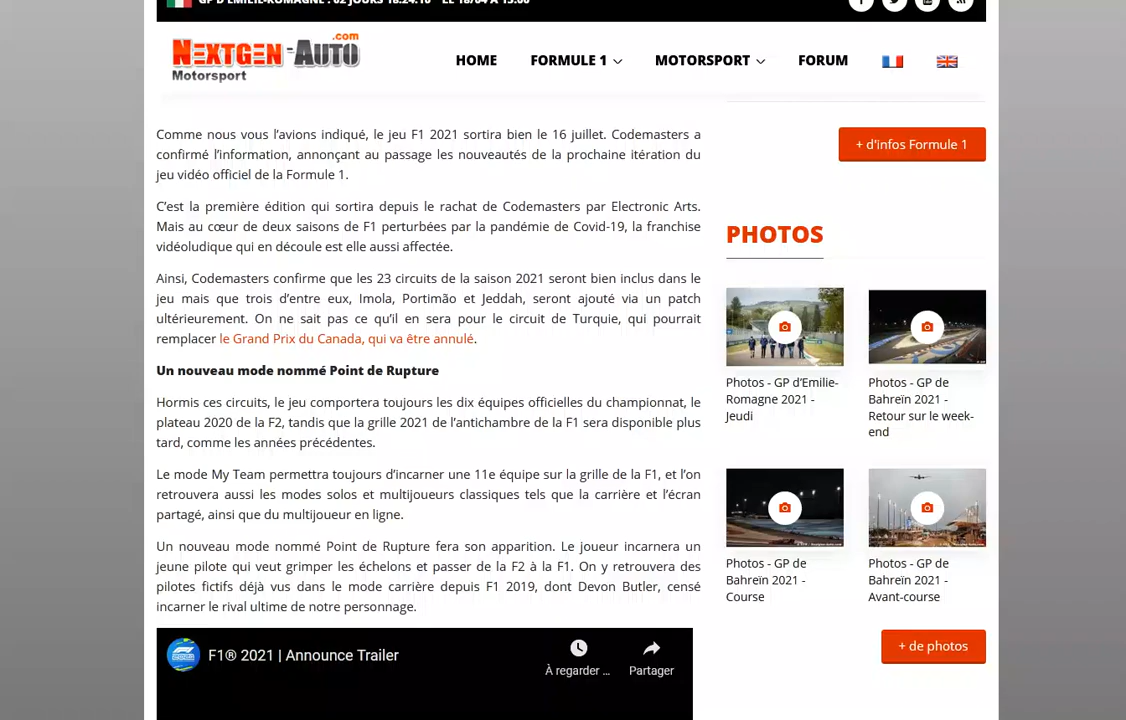 GP D'EMILIE-ROMAGNE : 02 JOURS 18:24:10 LE 18/04 À 15:00
NEXTGEN-AUTO
.com
Motorsport
HOME
FORMULE 1
MOTORSPORT
FORUM
Comme nous vous l'avions indiqué, le jeu F1 2021 sortira bien le 16 juillet. Codemasters a
confirmé l'information, annonçant au passage les nouveautés de la prochaine itération du
jeu vidéo officiel de la Formule 1.
C'est la première édition qui sortira depuis le rachat de Codemasters par Electronic Arts.
Mais au cœur de deux saisons de F1 perturbées par la pandémie de Covid-19, la franchise
vidéoludique qui en découle est elle aussi affectée.
Ainsi, Codemasters confirme que les 23 circuits de la saison 2021 seront bien inclus dans le
jeu mais que trois d'entre eux, Imola, Portimão et Jeddah, seront ajouté via un patch
ultérieurement. On ne sait pas ce qu'il en sera pour le circuit de Turquie, qui pourrait
remplacer le Grand Prix du Canada, qui va être annulé.
Un nouveau mode nommé Point de Rupture
Hormis ces circuits, le jeu comportera toujours les dix équipes officielles du championnat, le
plateau 2020 de la F2, tandis que la grille 2021 de l'antichambre de la F1 sera disponible plus
tard, comme les années précédentes.
Le mode My Team permettra toujours d'incarner une 11e équipe sur la grille de la F1, et l'on
retrouvera aussi les modes solos et multijoueurs classiques tels que la carrière et l'écran
partagé, ainsi que du multijoueur en ligne.
Un nouveau mode nommé Point de Rupture fera son apparition. Le joueur incarnera un
jeune pilote qui veut grimper les échelons et passer de la F2 à la F1. On y retrouvera des
pilotes fictifs déjà vus dans le mode carrière depuis F1 2019, dont Devon Butler, censé
incarner le rival ultime de notre personnage.
F1® 2021 | Announce Trailer
À regarder ...
Partager
+ d'infos Formule 1
PHOTOS
Photos - GP d'Emilie-
Romagne 2021 -
Jeudi
Photos - GP de
Bahreïn 2021 -
Retour sur le week-
end
Photos - GP de
Bahreïn 2021 -
Course
Photos - GP de
Bahreïn 2021 -
Avant-course
+ de photos